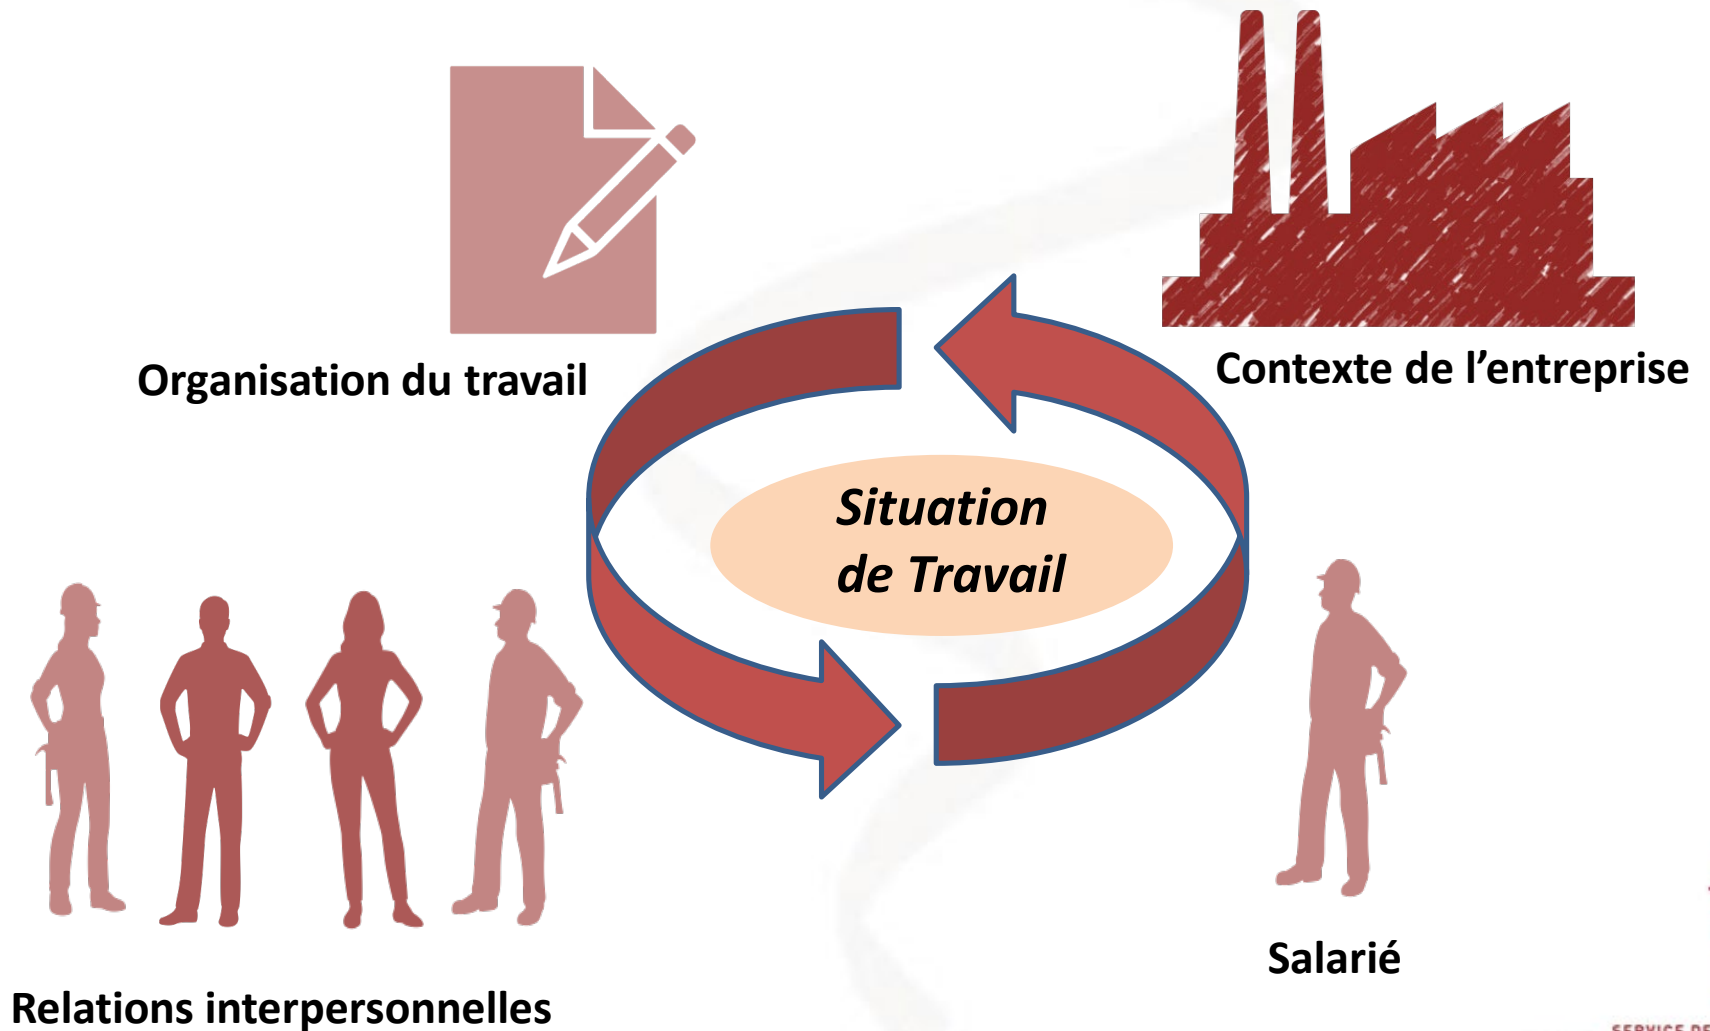 Organisation du travail
Contexte de l’entreprise
Situation
de Travail
Salarié
Relations interpersonnelles